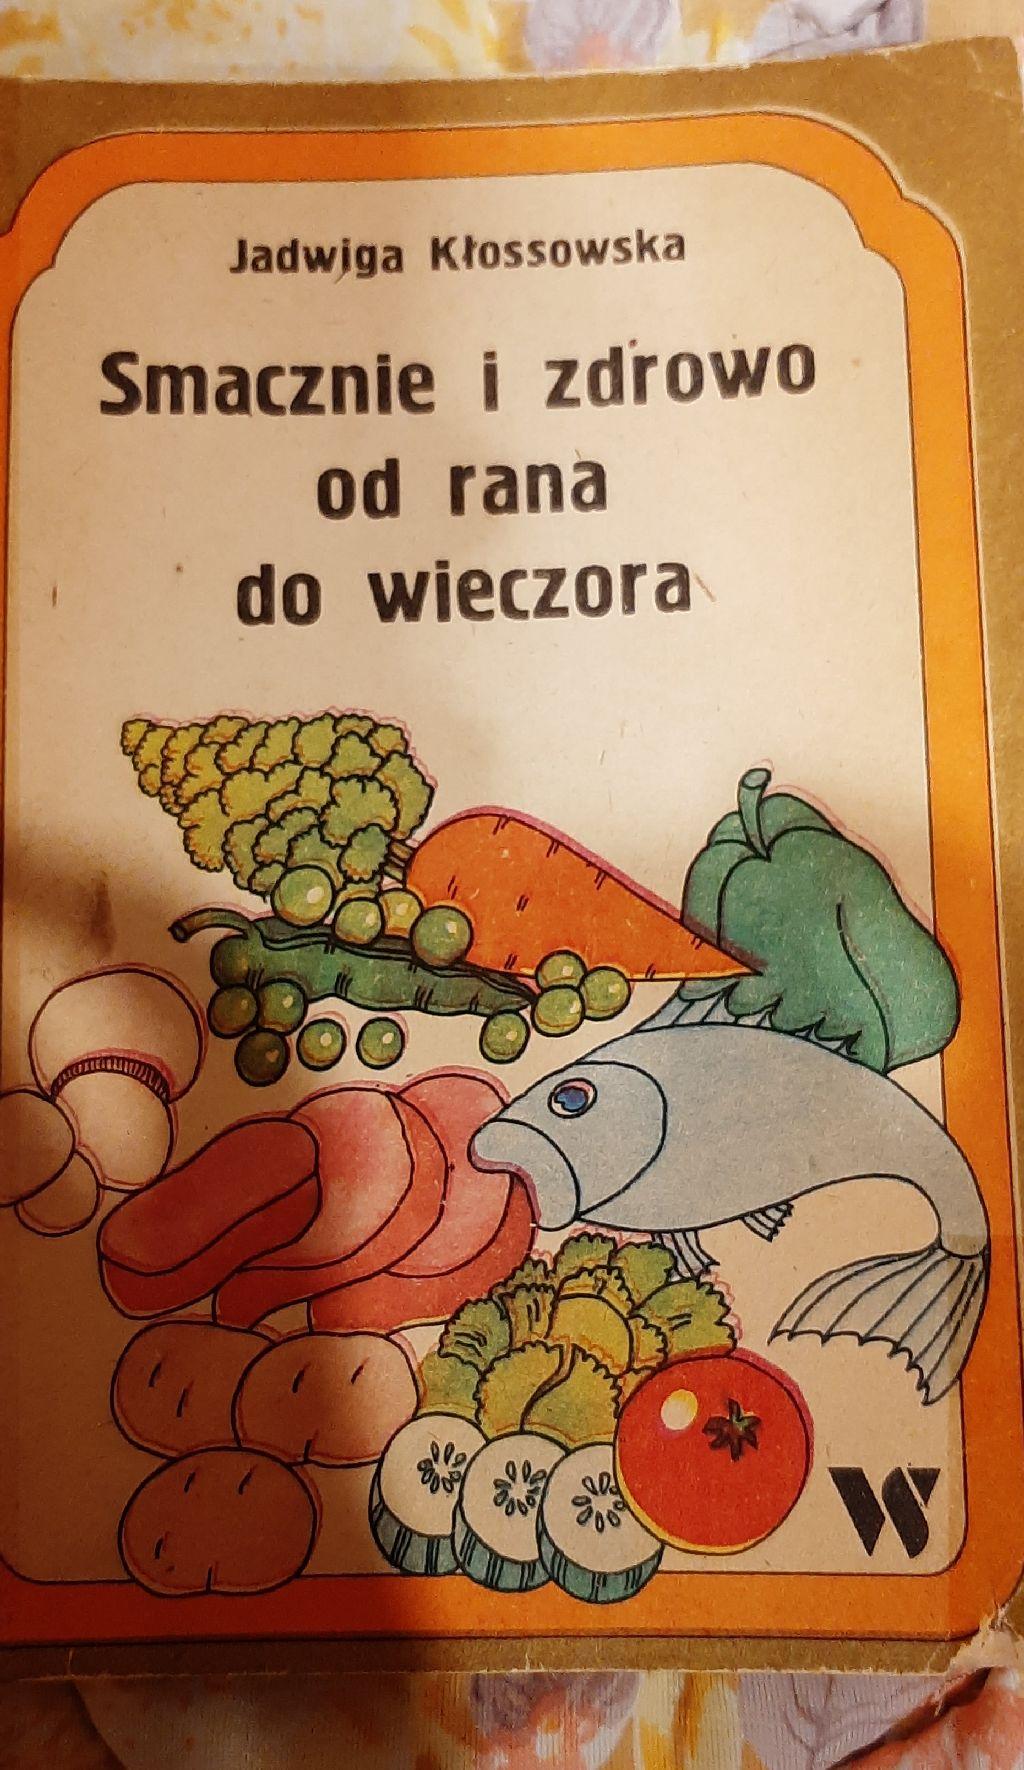 Jadwiga Kłossowska
Smacznie i zdrowo
od rana
do wieczora